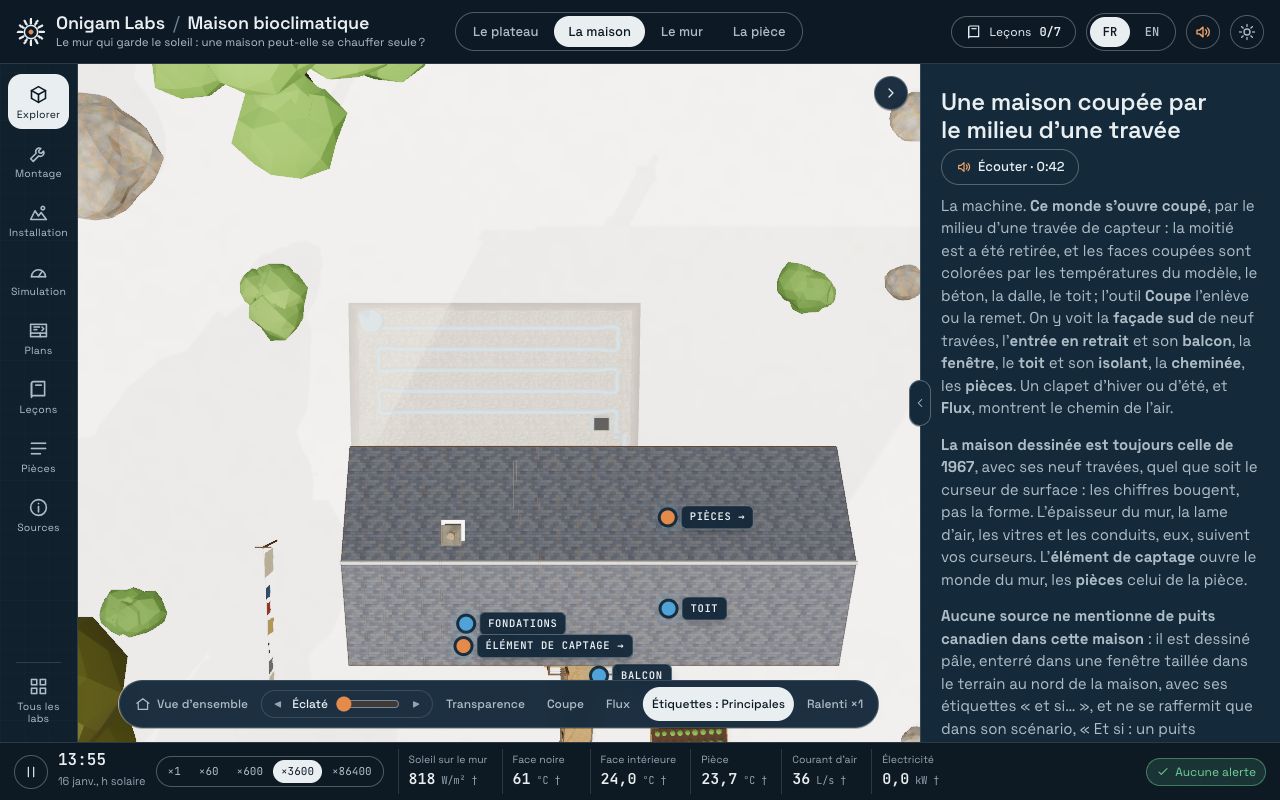 Origam Labs / Maison bioclimatique
Le mur qui garde le soleil : une maison peut-elle se chauffer seule ?
Le plateau
La maison
Le mur
La pièce
Leçons 0/7
FR
EN
Explorer
Montage
Installation
Simulation
Plans
Leçons
Pièces
Sources
Tous les
labs
PIÈCES →
TOIT
FONDATIONS
ÉLÉMENT DE CAPTAGE →
BALCON
Vue d'ensemble
Éclaté
Transparence
Coupe
Flux
Étiquettes : Principales
Ralenti ×1
Une maison coupée par
le milieu d'une travée
Écouter · 0:42
La machine. Ce monde s'ouvre coupé, par le
milieu d'une travée de capteur : la moitié
est a été retirée, et les faces coupées sont
colorées par les températures du modèle, le
béton, la dalle, le toit ; l'outil Coupe l'enlève
ou la remet. On y voit la façade sud de neuf
travées, l'entrée en retrait et son balcon, la
fenêtre, le toit et son isolant, la cheminée,
les pièces. Un clapet d'hiver ou d'été, et
Flux, montrent le chemin de l'air.
La maison dessinée est toujours celle de
1967, avec ses neuf travées, quel que soit le
curseur de surface : les chiffres bougent,
pas la forme. L'épaisseur du mur, la lame
d'air, les vitres et les conduits, eux, suivent
vos curseurs. L'élément de captage ouvre le
monde du mur, les pièces celui de la pièce.
Aucune source ne mentionne de puits
canadien dans cette maison : il est dessiné
pâle, enterré dans une fenêtre taillée dans
le terrain au nord de la maison, avec ses
étiquettes « et si… », et ne se raffermit que
dans son scénario, « Et si : un puits
13:55
16 janv., h solaire
×1
×60
×600
×3600
×86400
Soleil sur le mur
818 W/m² †
Face noire
61 °C †
Face intérieure
24,0 °C †
Pièce
23,7 °C †
Courant d'air
36 L/s †
Électricité
0,0 kW †
Aucune alerte